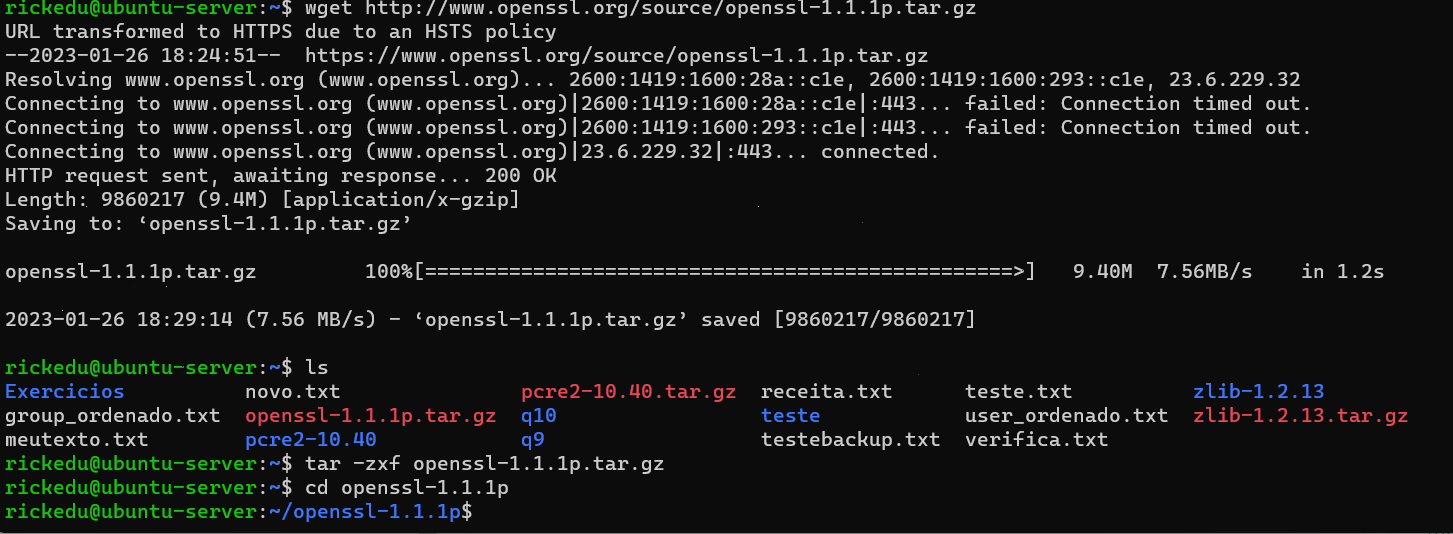 rickedu@ubuntu-server:~$ wget http://www.openssl.org/source/openssl-1.1.1p.tar.gz
URL transformed to HTTPS due to an HSTS policy
--2023-01-26 18:24:51--  https://www.openssl.org/source/openssl-1.1.1p.tar.gz
Resolving www.openssl.org (www.openssl.org)... 2600:1419:1600:28a::c1e, 2600:1419:1600:293::c1e, 23.6.229.32
Connecting to www.openssl.org (www.openssl.org)|2600:1419:1600:28a::c1e|:443... failed: Connection timed out.
Connecting to www.openssl.org (www.openssl.org)|2600:1419:1600:293::c1e|:443... failed: Connection timed out.
Connecting to www.openssl.org (www.openssl.org)|23.6.229.32|:443... connected.
HTTP request sent, awaiting response... 200 OK
Length: 9860217 (9.4M) [application/x-gzip]
Saving to: ‘openssl-1.1.1p.tar.gz’
openssl-1.1.1p.tar.gz         100%[=================================================>]   9.40M  7.56MB/s    in 1.2s
2023-01-26 18:29:14 (7.56 MB/s) - ‘openssl-1.1.1p.tar.gz’ saved [9860217/9860217]
rickedu@ubuntu-server:~$ ls
Exercicios          novo.txt               pcre2-10.40.tar.gz  receita.txt      teste.txt          zlib-1.2.13
group_ordenado.txt  openssl-1.1.1p.tar.gz  q10                 teste            user_ordenado.txt  zlib-1.2.13.tar.gz
meutexto.txt        pcre2-10.40            q9                  testebackup.txt  verifica.txt
rickedu@ubuntu-server:~$ tar -zxf openssl-1.1.1p.tar.gz
rickedu@ubuntu-server:~$ cd openssl-1.1.1p
rickedu@ubuntu-server:~/openssl-1.1.1p$